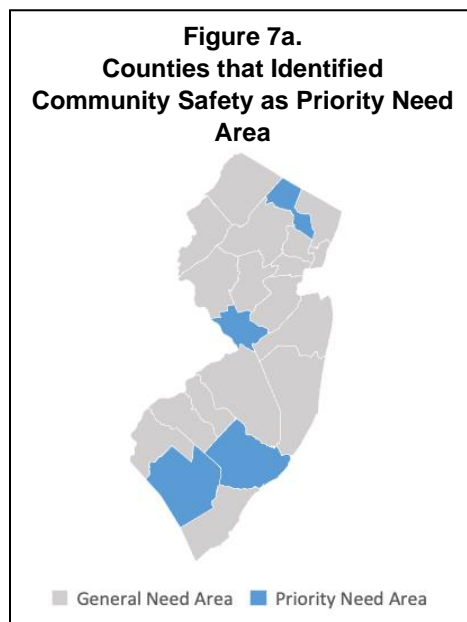 Figure 7a.
Counties that Identified
Community Safety as Priority Need
Area
General Need Area
Priority Need Area